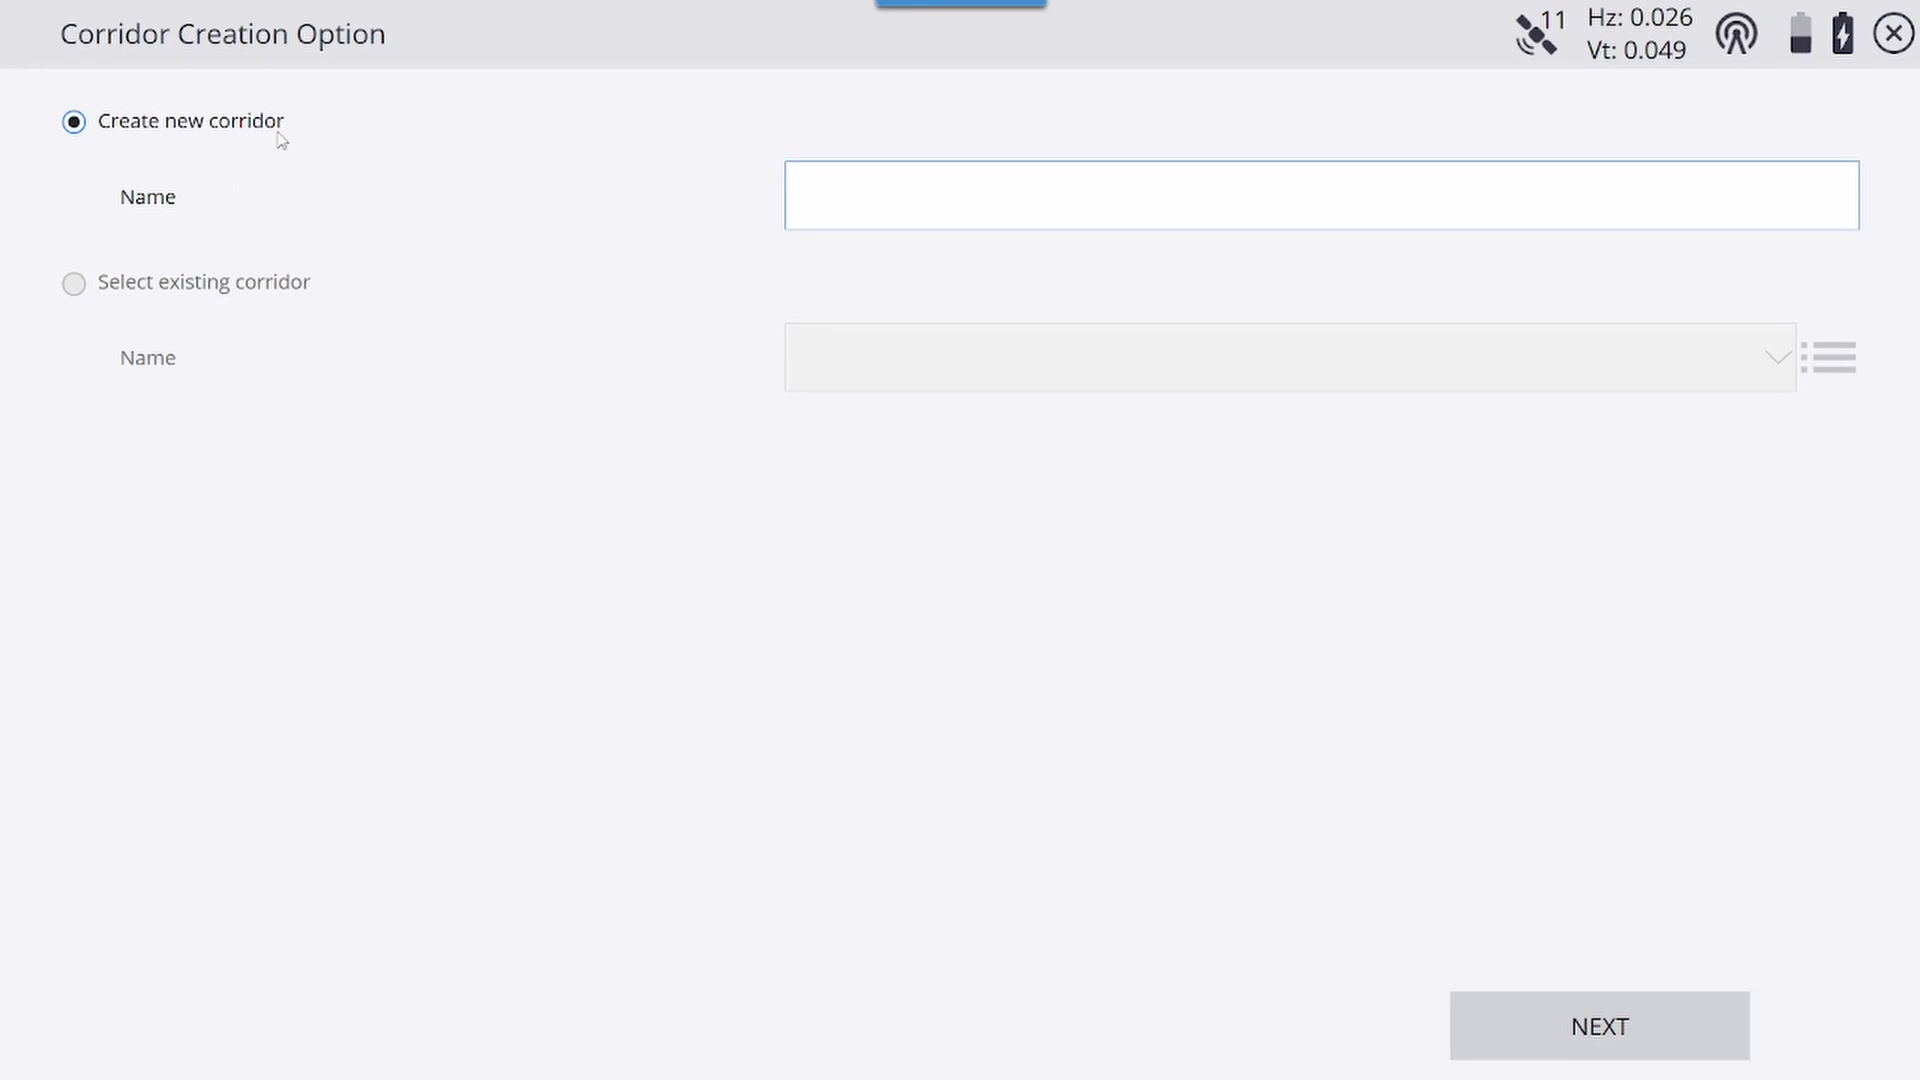 Corridor Creation Option
11
Hz: 0.026
Vt: 0.049
Create new corridor
Name
Select existing corridor
Name
NEXT